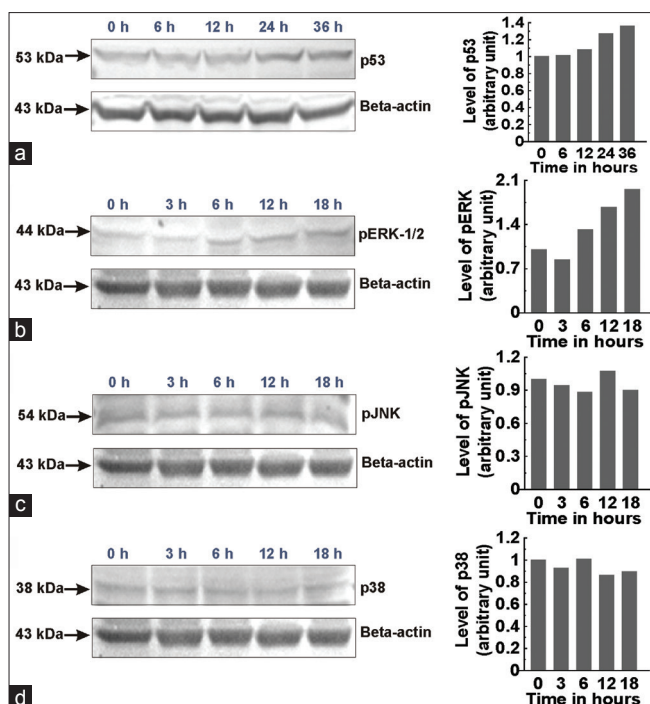 0 h 6 h 12 h 24 h 36 h
53 kDa p53
43 kDa Beta-actin
a
Level of p53
(arbitrary unit)
1.4
1.2
1
0.8
0.6
0.4
0.2
0
0 6 12 24 36
Time in hours
0 h 3 h 6 h 12 h 18 h
44 kDa pERK-1/2
43 kDa Beta-actin
b
Level of pERK
(arbitrary unit)
2.1
1.4
0.7
0
0 3 6 12 18
Time in hours
0 h 3 h 6 h 12 h 18 h
54 kDa pJNK
43 kDa Beta-actin
c
Level of pJNK
(arbitrary unit)
1.2
0.9
0.6
0.3
0
0 3 6 12 18
Time in hours
0 h 3 h 6 h 12 h 18 h
38 kDa p38
43 kDa Beta-actin
d
Level of p38
(arbitrary unit)
1.2
1
0.8
0.6
0.4
0.2
0
0 3 6 12 18
Time in hours